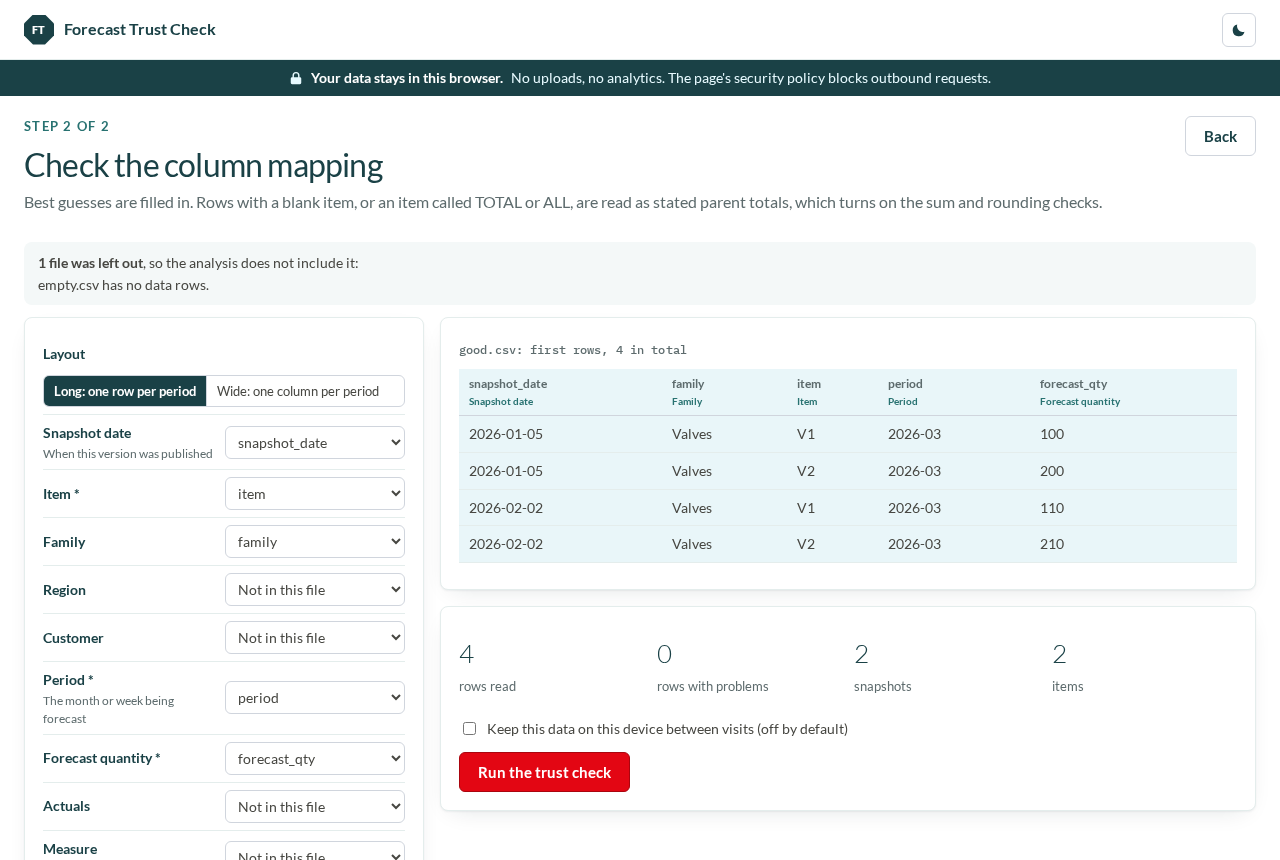 FT
Forecast Trust Check
Your data stays in this browser. No uploads, no analytics. The page's security policy blocks outbound requests.
STEP 2 OF 2
Back
Check the column mapping
Best guesses are filled in. Rows with a blank item, or an item called TOTAL or ALL, are read as stated parent totals, which turns on the sum and rounding checks.
1 file was left out, so the analysis does not include it:
empty.csv has no data rows.
Layout
Long: one row per period
Wide: one column per period
Snapshot date
When this version was published
snapshot_date
Item *
item
Family
family
Region
Not in this file
Customer
Not in this file
Period *
The month or week being
forecast
period
Forecast quantity *
forecast_qty
Actuals
Not in this file
Measure
Not in this file
good.csv: first rows, 4 in total
snapshot_date family item period forecast_qty
Snapshot date Family Item Period Forecast quantity
2026-01-05 Valves V1 2026-03 100
2026-01-05 Valves V2 2026-03 200
2026-02-02 Valves V1 2026-03 110
2026-02-02 Valves V2 2026-03 210
4 0 2 2
rows read rows with problems snapshots items
Keep this data on this device between visits (off by default)
Run the trust check